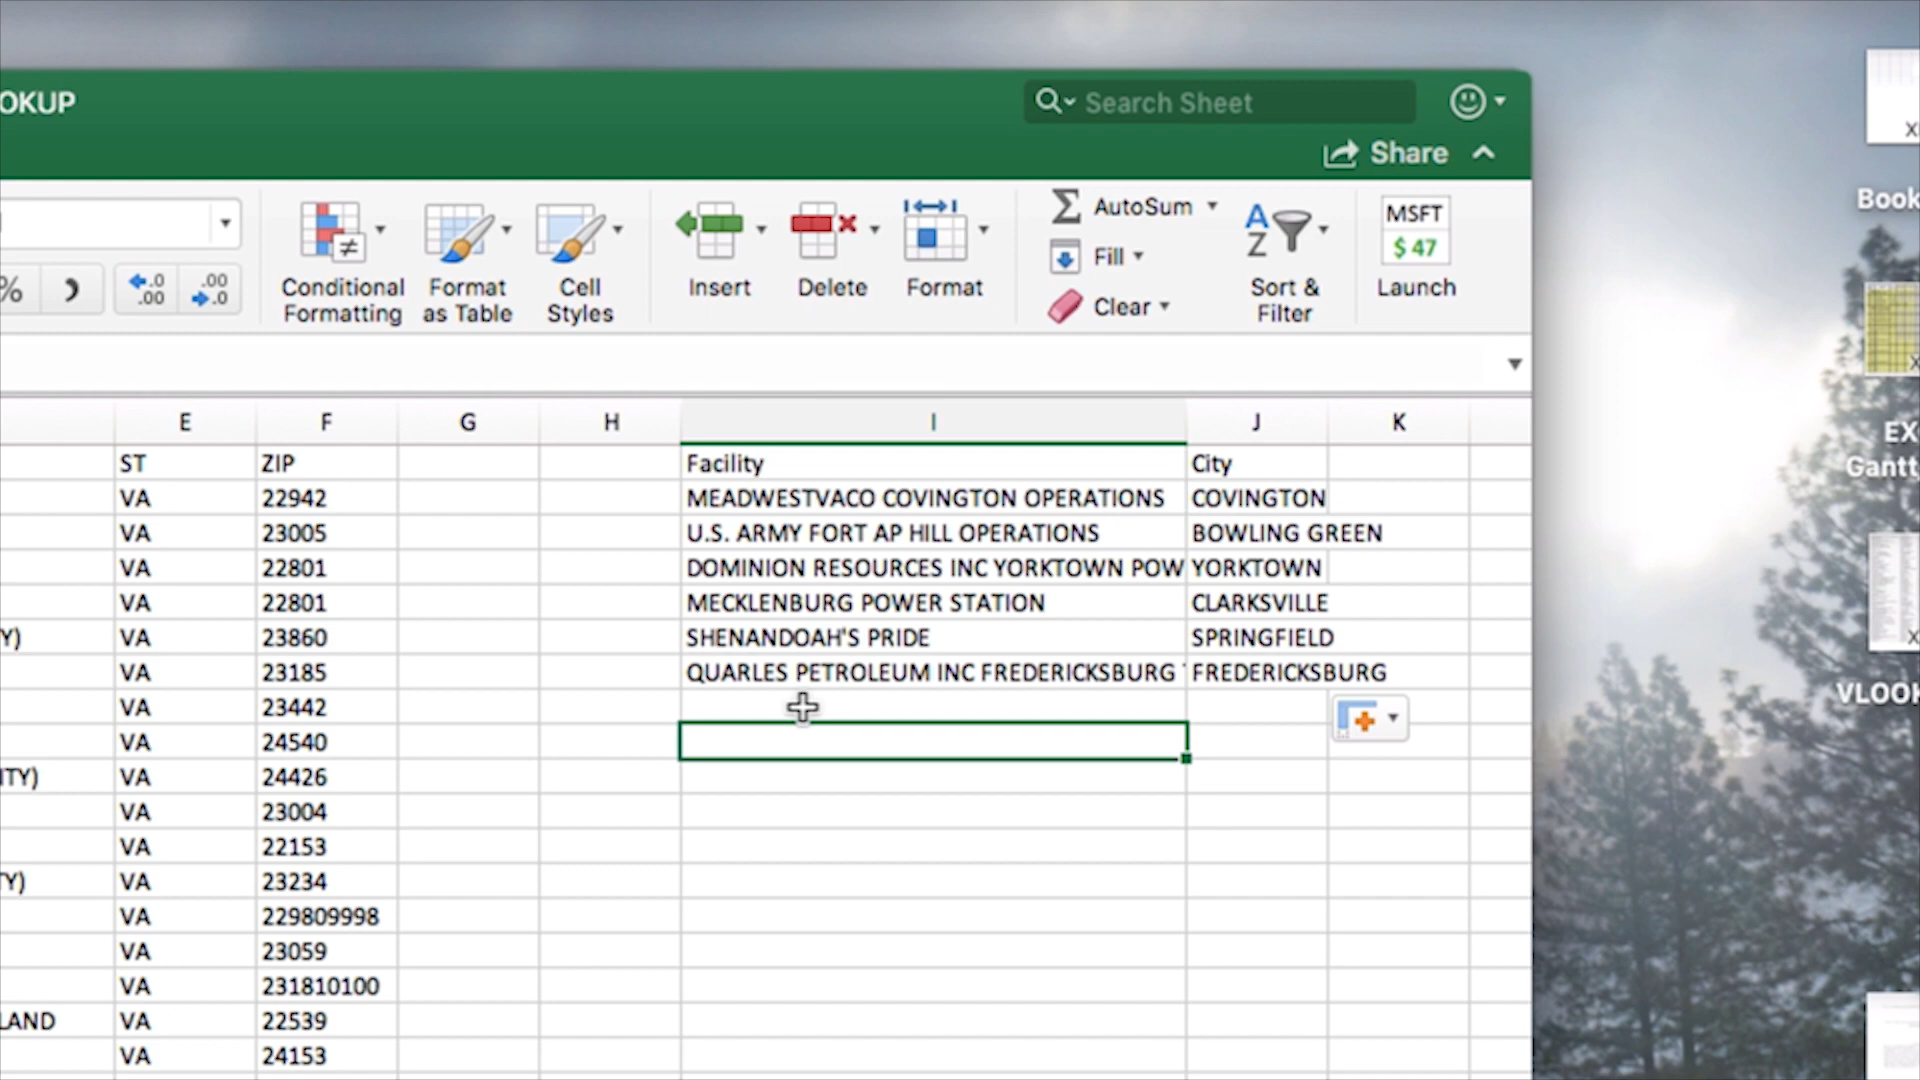 OKUP
Search Sheet
Share
Conditional Formatting
Format as Table
Cell Styles
Insert
Delete
Format
AutoSum
Fill
Clear
Sort & Filter
MSFT
$ 47
Launch
%
.0
.00
.00
.0
E F G H I J K
ST ZIP Facility City
VA 22942 MEADWESTVACO COVINGTON OPERATIONS COVINGTON
VA 23005 U.S. ARMY FORT AP HILL OPERATIONS BOWLING GREEN
VA 22801 DOMINION RESOURCES INC YORKTOWN POW YORKTOWN
VA 22801 MECKLENBURG POWER STATION CLARKSVILLE
Y) VA 23860 SHENANDOAH'S PRIDE SPRINGFIELD
VA 23185 QUARLES PETROLEUM INC FREDERICKSBURG FREDERICKSBURG
VA 23442
VA 24540
ITY) VA 24426
VA 23004
VA 22153
TY) VA 23234
VA 229809998
VA 23059
VA 231810100
LAND VA 22539
VA 24153
X
Book
X
EX
Gantt
X
VLOOK